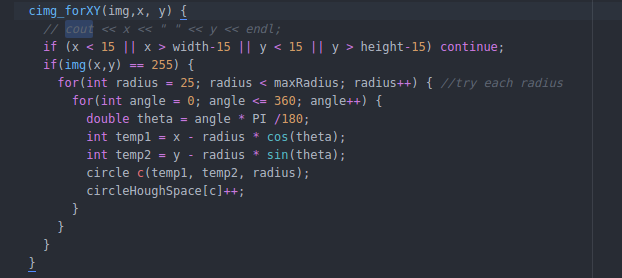 cimg_forXY(img,x, y) {
// cout << x << " " << y << endl;
if (x < 15 || x > width-15 || y < 15 || y > height-15) continue;
if(img(x,y) == 255) {
for(int radius = 25; radius < maxRadius; radius++) { //try each radius
for(int angle = 0; angle <= 360; angle++) {
double theta = angle * PI /180;
int temp1 = x - radius * cos(theta);
int temp2 = y - radius * sin(theta);
circle c(temp1, temp2, radius);
circleHoughSpace[c]++;
}
}
}
}